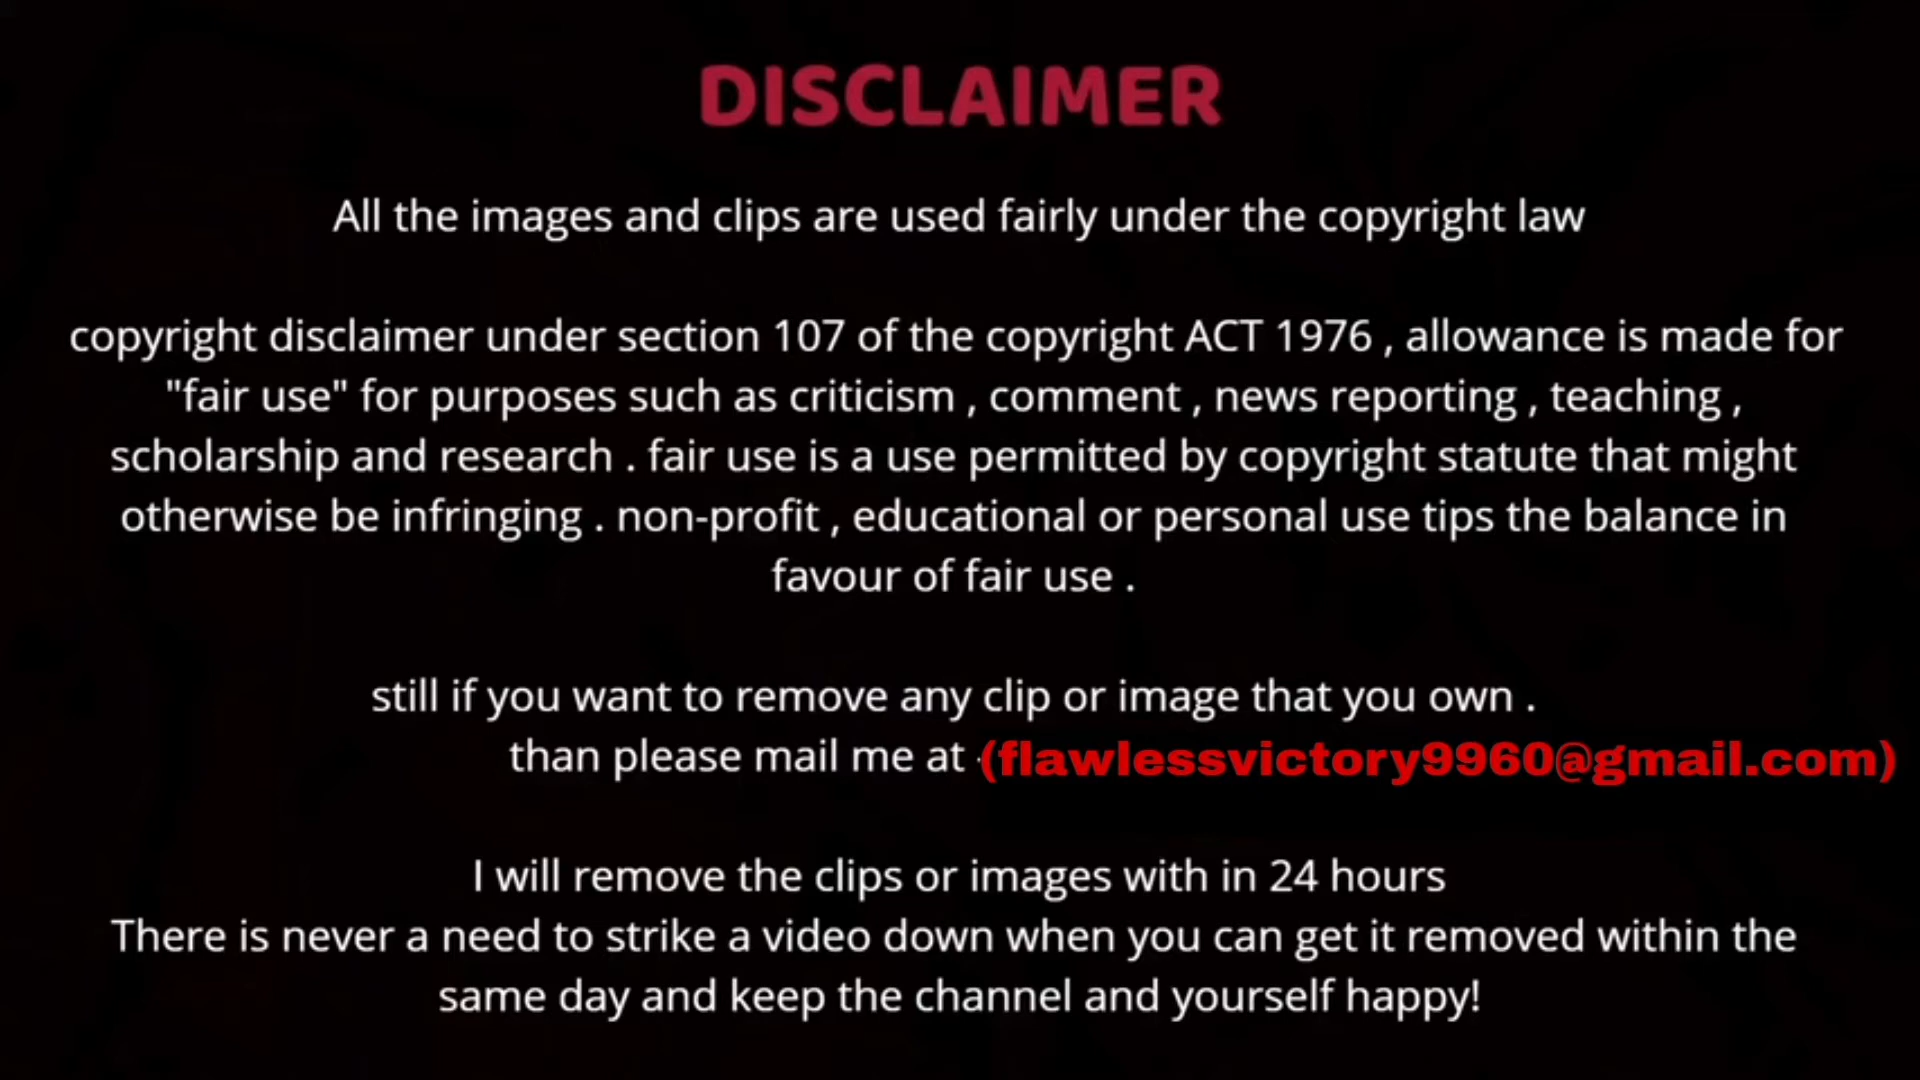 DISCLAIMER
All the images and clips are used fairly under the copyright law
copyright disclaimer under section 107 of the copyright ACT 1976 , allowance is made for
"fair use" for purposes such as criticism , comment , news reporting , teaching ,
scholarship and research . fair use is a use permitted by copyright statute that might
otherwise be infringing . non-profit , educational or personal use tips the balance in
favour of fair use .
still if you want to remove any clip or image that you own .
than please mail me at (flawlessvictory9960@gmail.com)
I will remove the clips or images with in 24 hours
There is never a need to strike a video down when you can get it removed within the
same day and keep the channel and yourself happy!